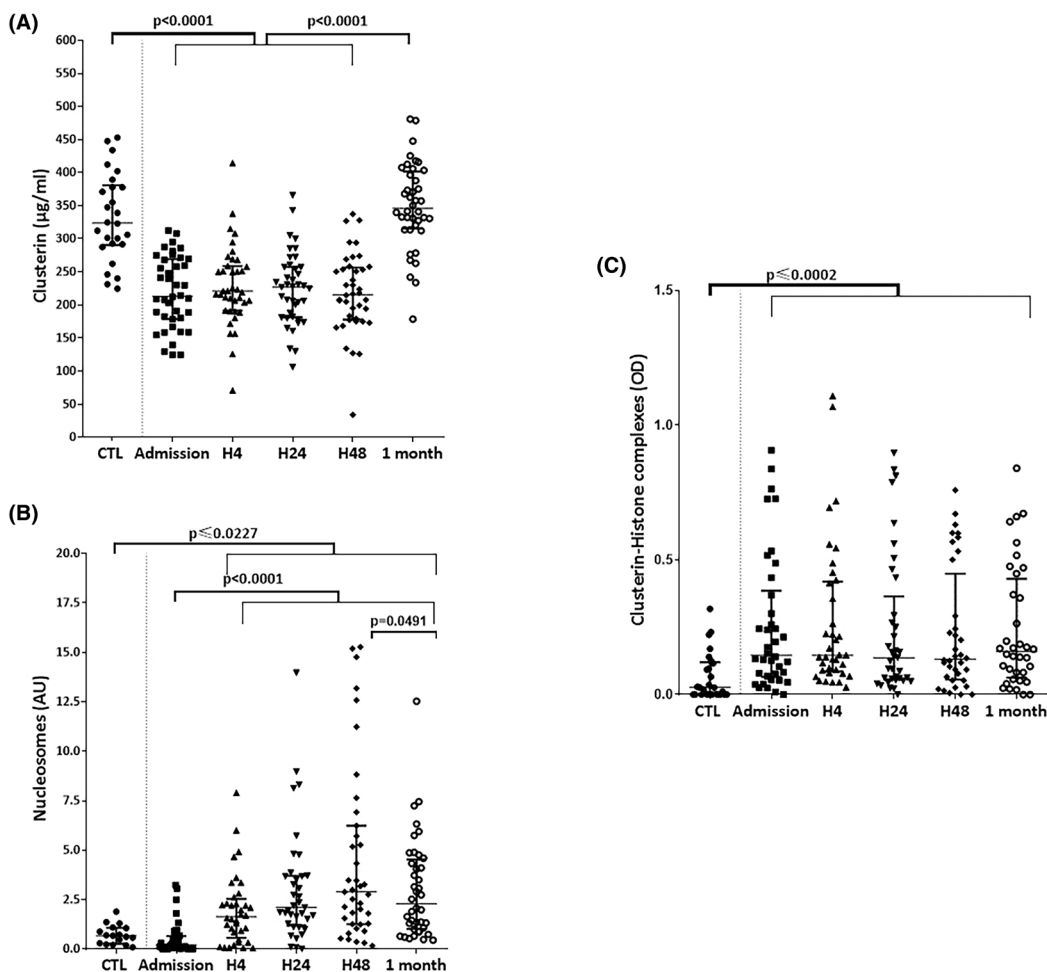 (A)
p<0.0001 p<0.0001
600
550
500
450
400
350
300
250
200
150
100
50
0
Clusterin (µg/ml)
CTL Admission H4 H24 H48 1 month
(B)
p≤0.0227
p<0.0001
p=0.0491
20.0
17.5
15.0
12.5
10.0
7.5
5.0
2.5
0.0
Nucleosomes (AU)
CTL Admission H4 H24 H48 1 month
(C)
p≤0.0002
1.5
1.0
0.5
0.0
Clusterin-Histone complexes (OD)
CTL Admission H4 H24 H48 1 month